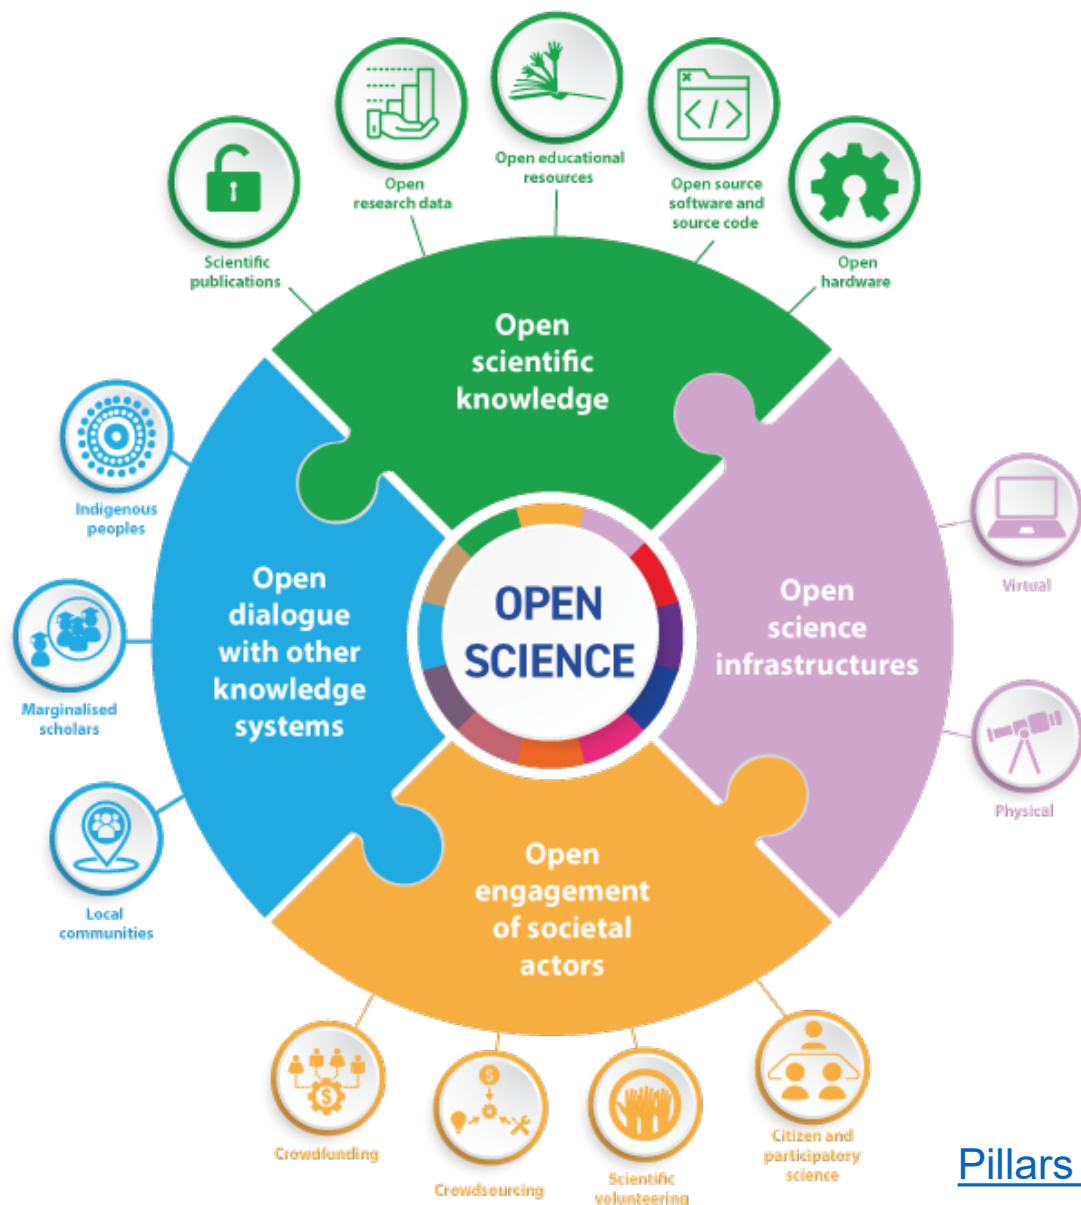 Open educational
resources
Open
research data
Open source
software and
source code
Scientific
publications
Open
hardware
Open
scientific
knowledge
Indigenous
peoples
Open
dialogue
with other
knowledge
systems
OPEN
SCIENCE
Open
science
infrastructures
Virtual
Marginalised
scholars
Physical
Local
communities
Open
engagement
of societal
actors
Crowdfunding
Crowdsourcing
Scientific
volunteering
Citizen and
participatory
science
Pillars